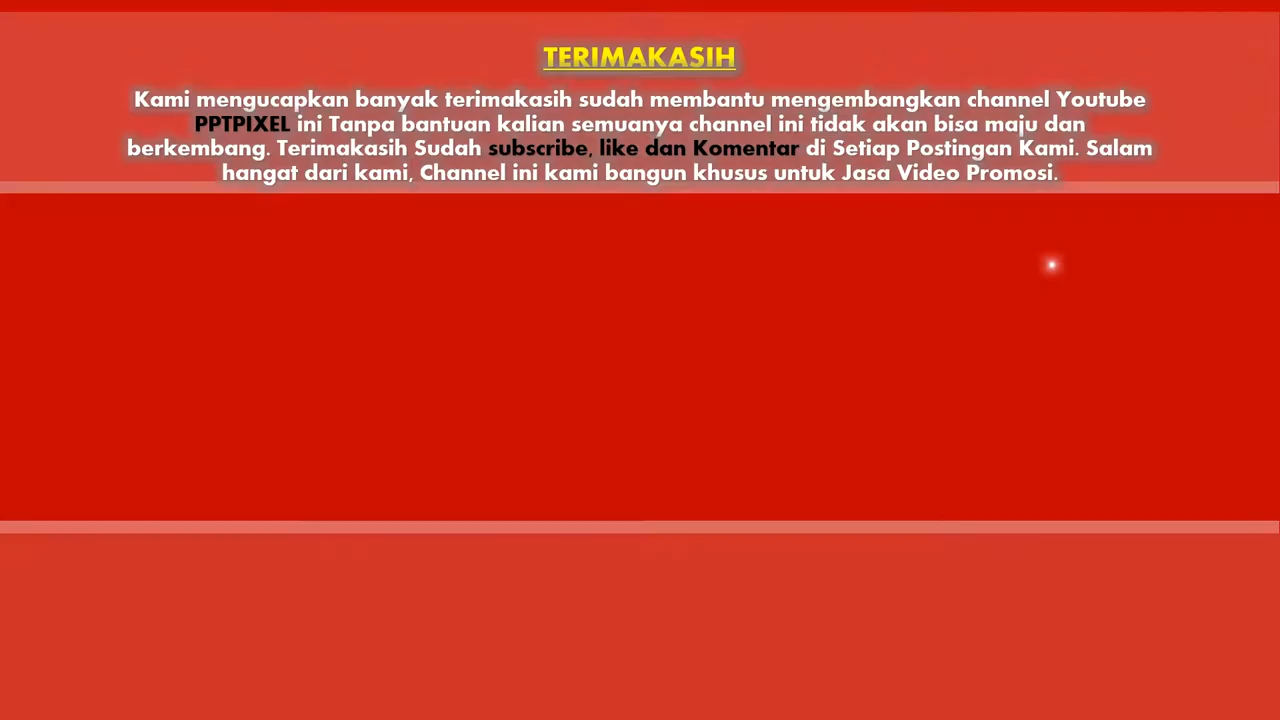 TERIMAKASIH
Kami mengucapkan banyak terimakasih sudah membantu mengembangkan channel Youtube
PPTPIXEL ini Tanpa bantuan kalian semuanya channel ini tidak akan bisa maju dan
berkembang. Terimakasih Sudah subscribe, like dan Komentar di Setiap Postingan Kami. Salam
hangat dari kami, Channel ini kami bangun khusus untuk Jasa Video Promosi.